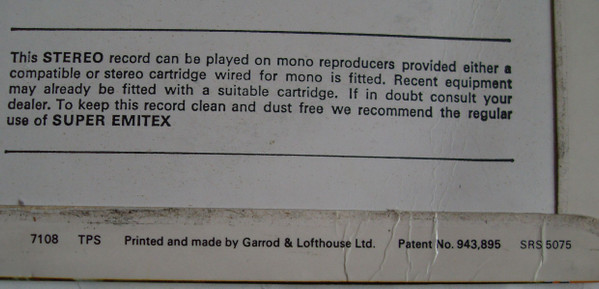 This STEREO record can be played on mono reproducers provided either a
compatible or stereo cartridge wired for mono is fitted. Recent equipment
may already be fitted with a suitable cartridge. If in doubt consult your
dealer. To keep this record clean and dust free we recommend the regular
use of SUPER EMITEX
7108 TPS Printed and made by Garrod & Lofthouse Ltd. Patent No. 943,895 SRS 5075